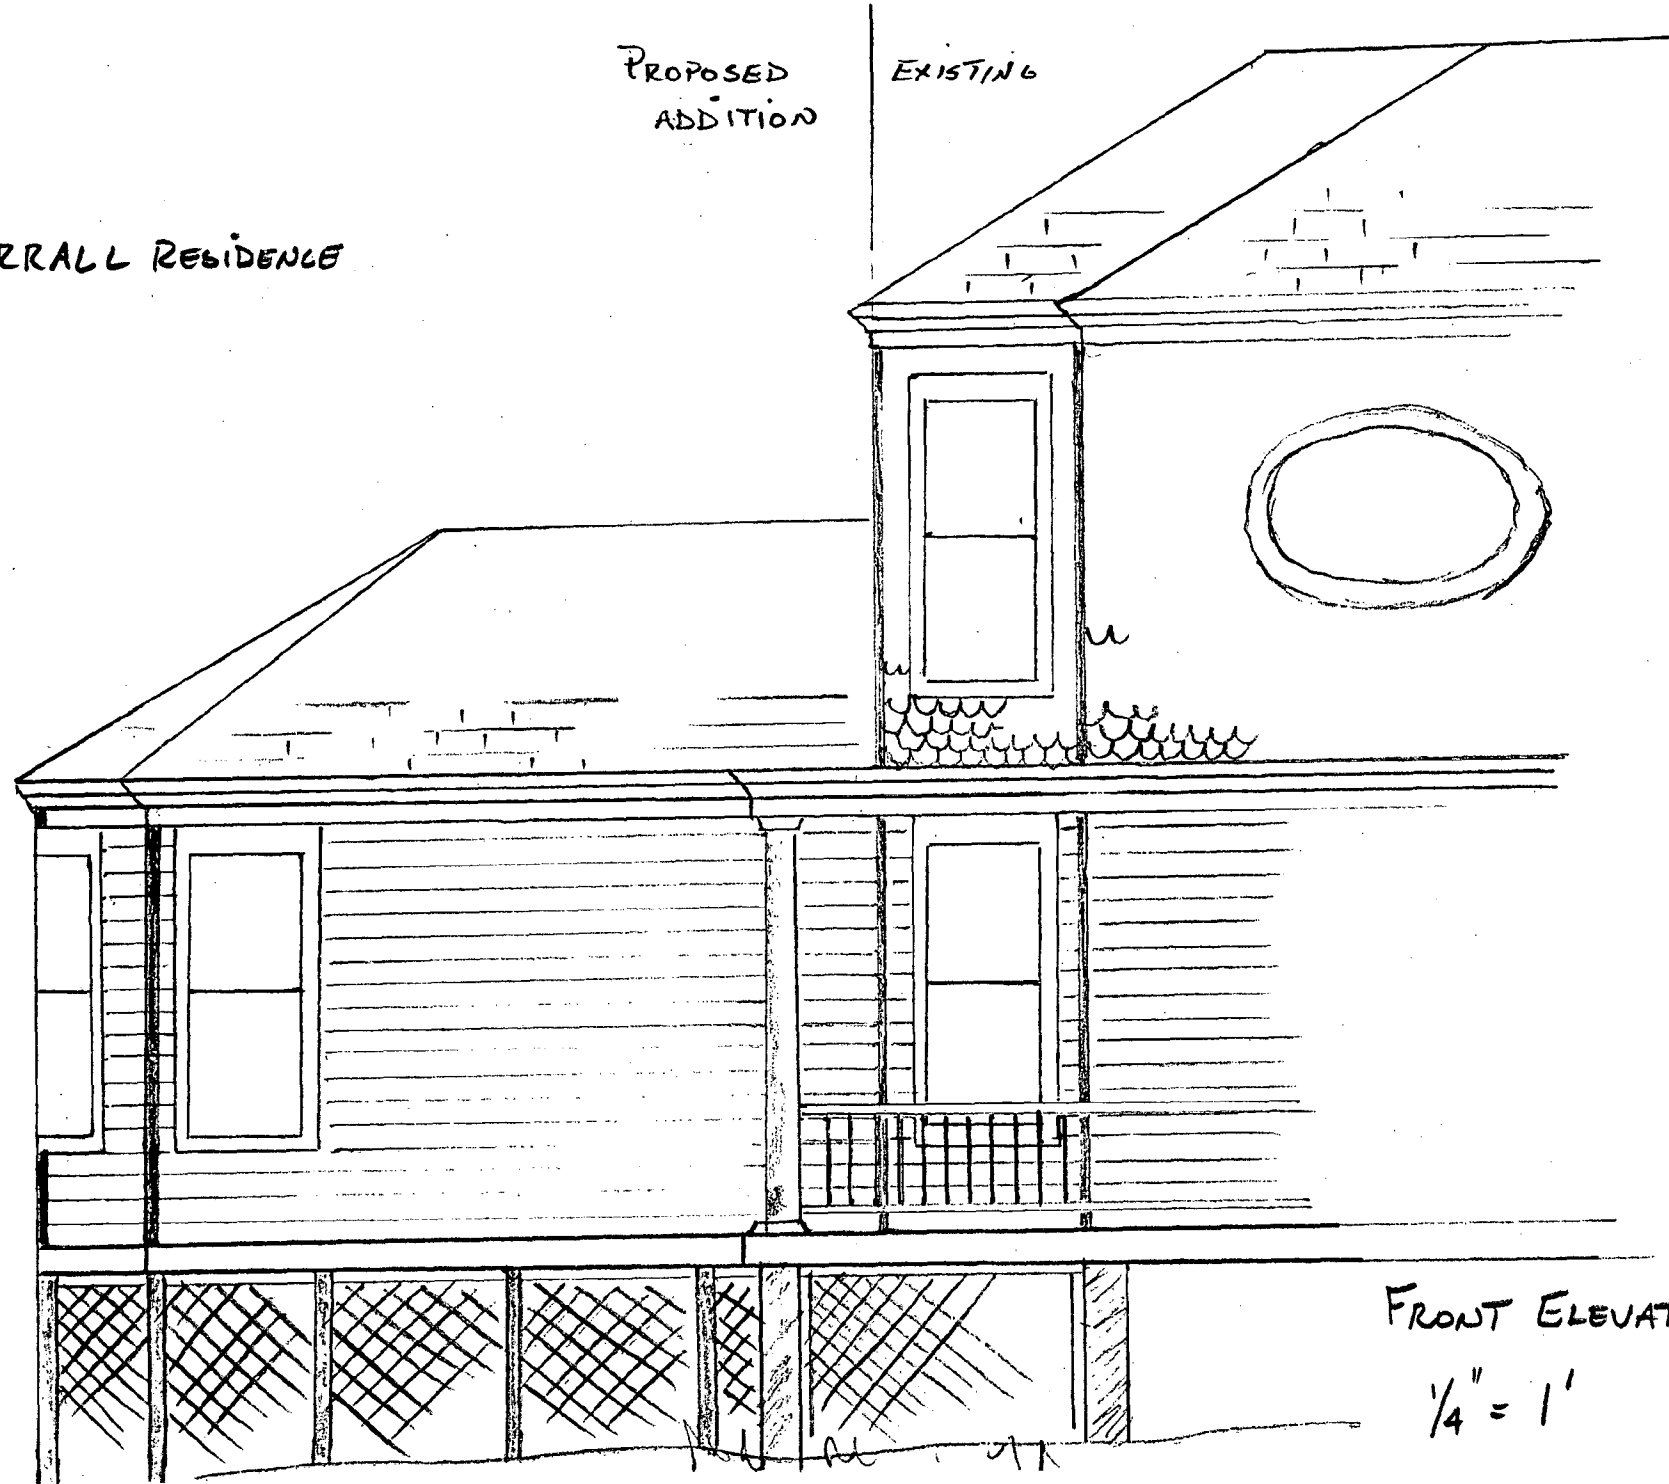 PROPOSED
ADDITION
EXISTING
RRALL RESIDENCE
FRONT ELEVAT
1/4" = 1'